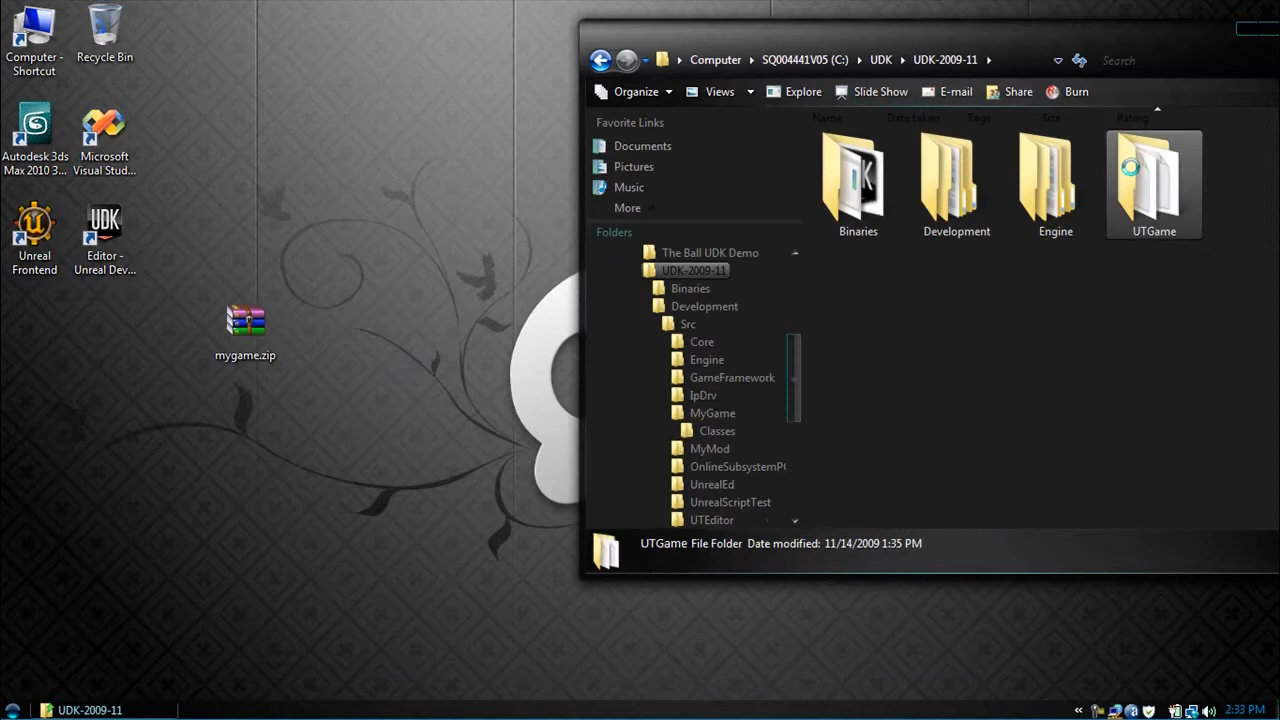 Computer -
Shortcut
Recycle Bin
Autodesk 3ds
Max 2010 3...
Microsoft
Visual Stud...
Unreal
Frontend
UDK
Editor -
Unreal Dev...
mygame.zip
Computer
SQ004441V05 (C:)
UDK
UDK-2009-11
Search
Organize
Views
Explore
Slide Show
E-mail
Share
Burn
Name
Date taken
Tags
Size
Rating
Favorite Links
Documents
Pictures
Music
More
Folders
The Ball UDK Demo
UDK-2009-11
Binaries
Development
Src
Core
Engine
GameFramework
IpDrv
MyGame
Classes
MyMod
OnlineSubsystemPC
UnrealEd
UnrealScriptTest
UTEditor
Binaries
Development
Engine
UTGame
UTGame File Folder Date modified: 11/14/2009 1:35 PM
UDK-2009-11
2:33 PM